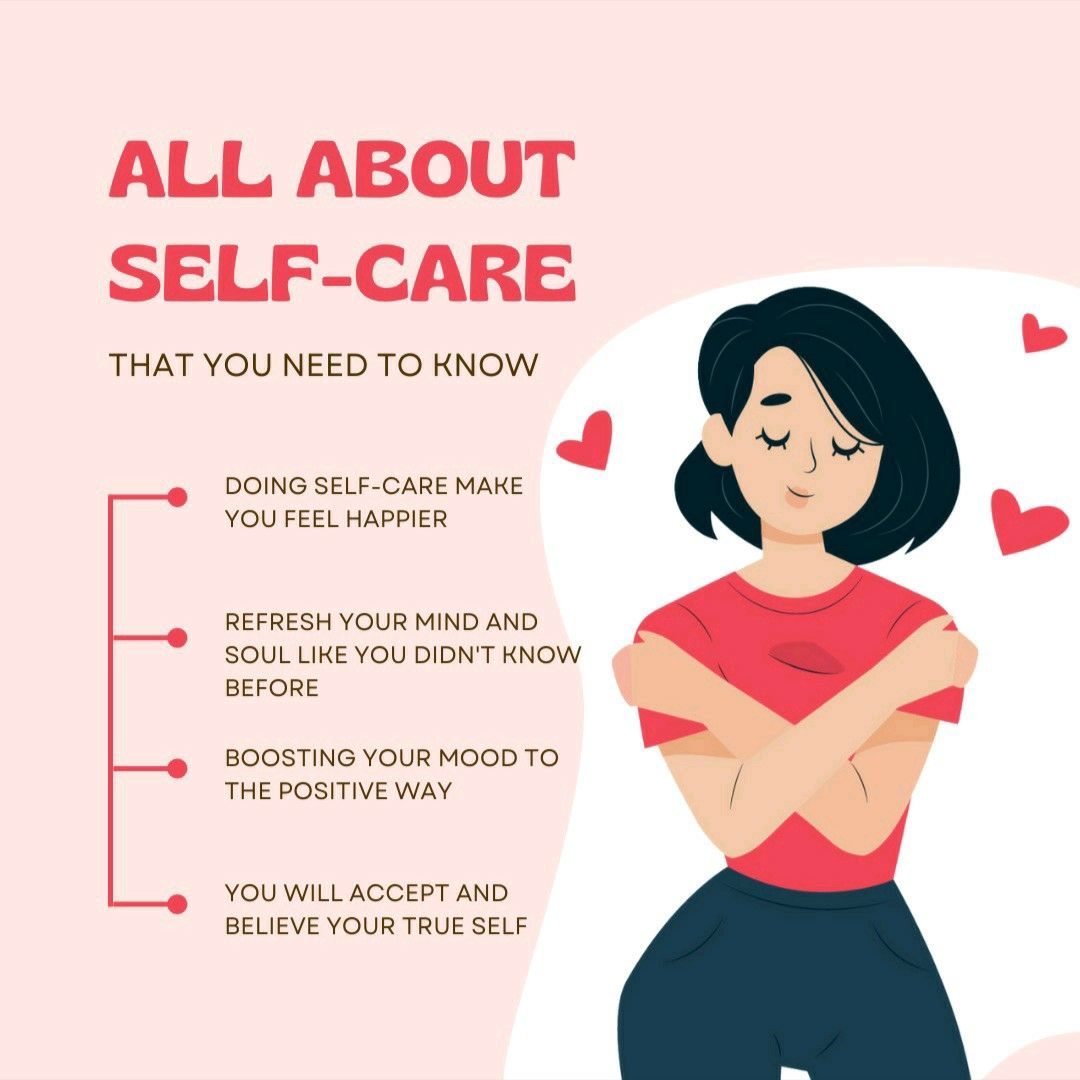 ALL ABOUT
SELF-CARE
THAT YOU NEED TO KNOW
DOING SELF-CARE MAKE
YOU FEEL HAPPIER
REFRESH YOUR MIND AND
SOUL LIKE YOU DIDN'T KNOW
BEFORE
BOOSTING YOUR MOOD TO
THE POSITIVE WAY
YOU WILL ACCEPT AND
BELIEVE YOUR TRUE SELF